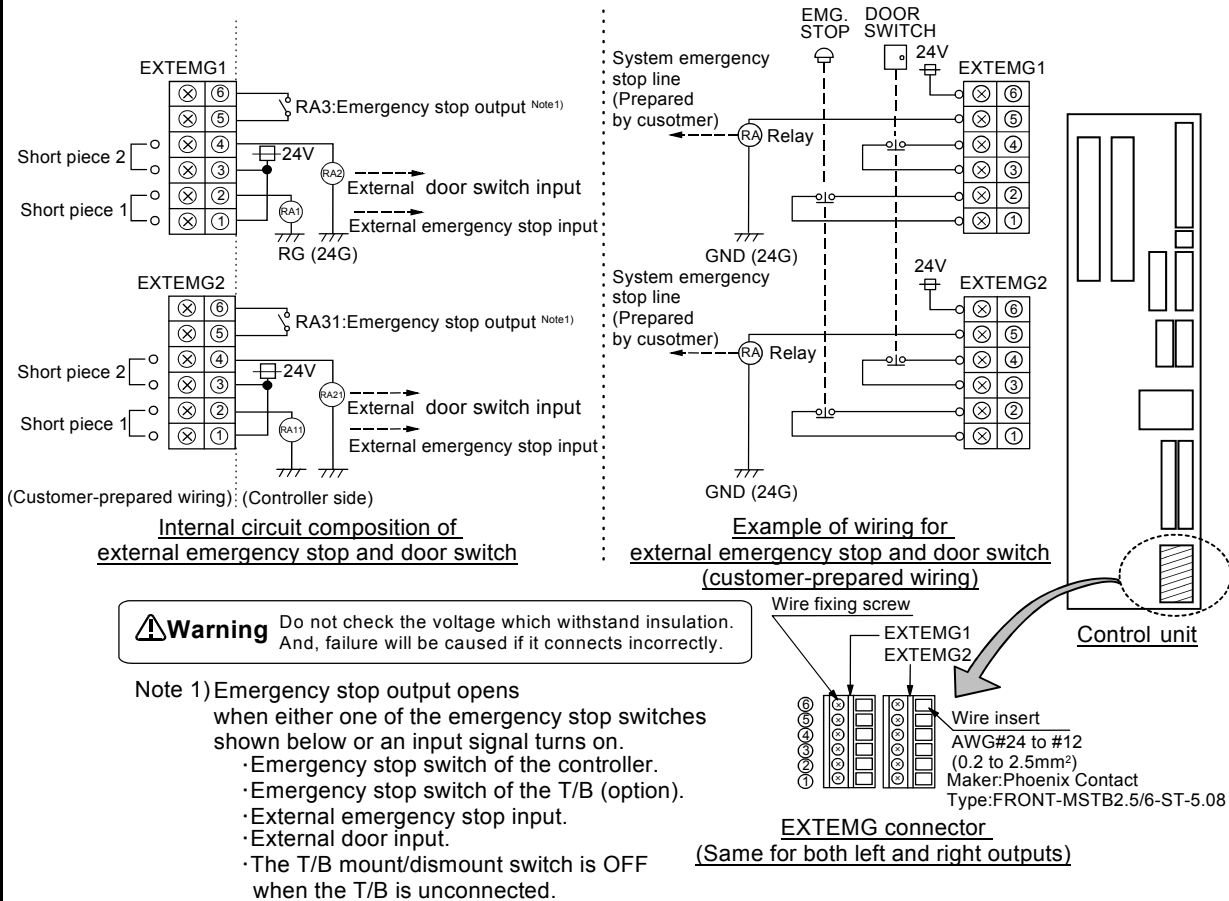 EXTEMG1
⑥
RA3:Emergency stop output Note1)
⑤
④
24V
Short piece 2
③
RA2
External door switch input
②
Short piece 1
RA1
①
External emergency stop input
RG (24G)
EXTEMG2
⑥
RA31:Emergency stop output Note1)
⑤
④
24V
Short piece 2
③
RA21
External door switch input
②
Short piece 1
RA11
①
External emergency stop input
(Customer-prepared wiring)
(Controller side)
Internal circuit composition of
external emergency stop and door switch
EMG.
STOP
DOOR
SWITCH
24V
System emergency
stop line
(Prepared
by cusotmer)
RA
Relay
GND (24G)
EXTEMG1
⑥
⑤
④
③
②
①
System emergency
stop line
(Prepared
by cusotmer)
RA
Relay
GND (24G)
24V
EXTEMG2
⑥
⑤
④
③
②
①
Example of wiring for
external emergency stop and door switch
(customer-prepared wiring)
Control unit
Warning
Do not check the voltage which withstand insulation.
And, failure will be caused if it connects incorrectly.
Note 1) Emergency stop output opens
when either one of the emergency stop switches
shown below or an input signal turns on.
·Emergency stop switch of the controller.
·Emergency stop switch of the T/B (option).
·External emergency stop input.
·External door input.
·The T/B mount/dismount switch is OFF
when the T/B is unconnected.
Wire fixing screw
EXTEMG1
EXTEMG2
⑥
⑤
④
③
②
①
Wire insert
AWG#24 to #12
(0.2 to 2.5mm²)
Maker:Phoenix Contact
Type:FRONT-MSTB2.5/6-ST-5.08
EXTEMG connector
(Same for both left and right outputs)